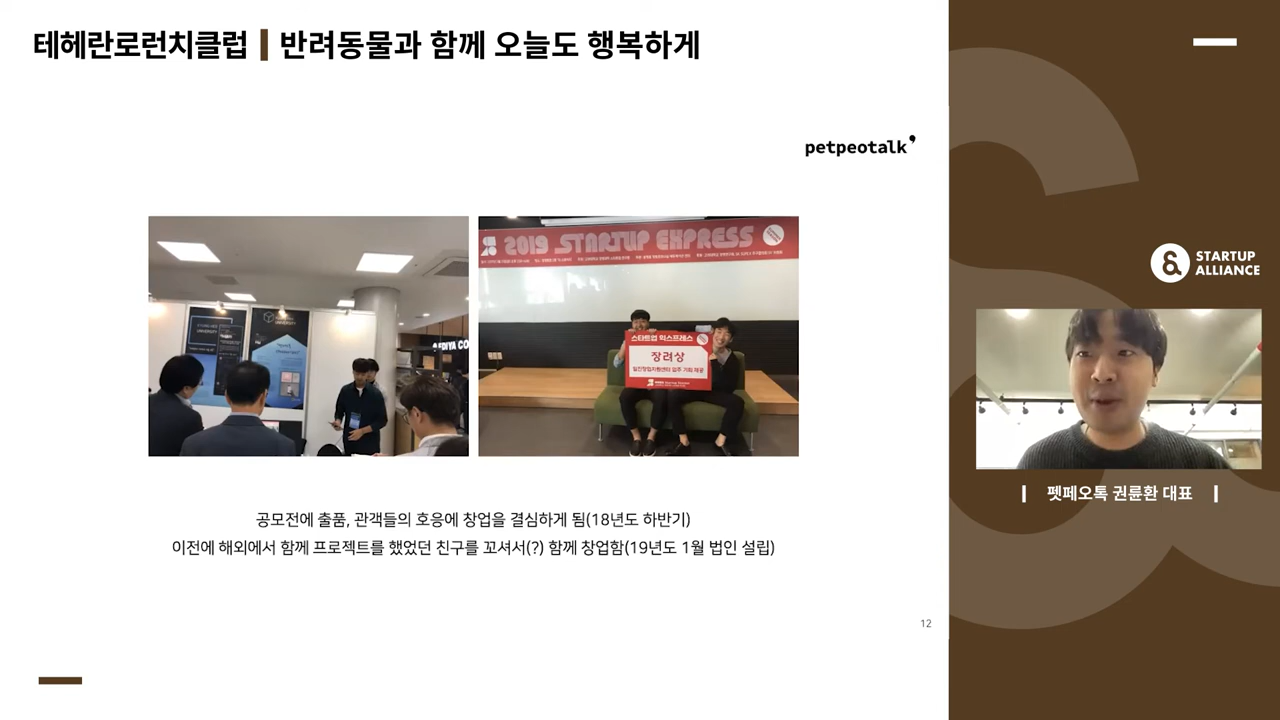 테헤란로런치클럽 | 반려동물과 함께 오늘도 행복하게
petpeotalk'
2019 STARTUP EXPRESS
UNIVERSITY
UNIVERSITY
EDIYA CO
스타트업 익스프레스
장려상
STARTUP
ALLIANCE
| 펫페오톡 권륜환 대표 |
공모전에 출품, 관객들의 호응에 창업을 결심하게 됨(18년도 하반기)
이전에 해외에서 함께 프로젝트를 했었던 친구를 꼬셔서(?) 함께 창업함(19년도 1월 법인 설립)
12